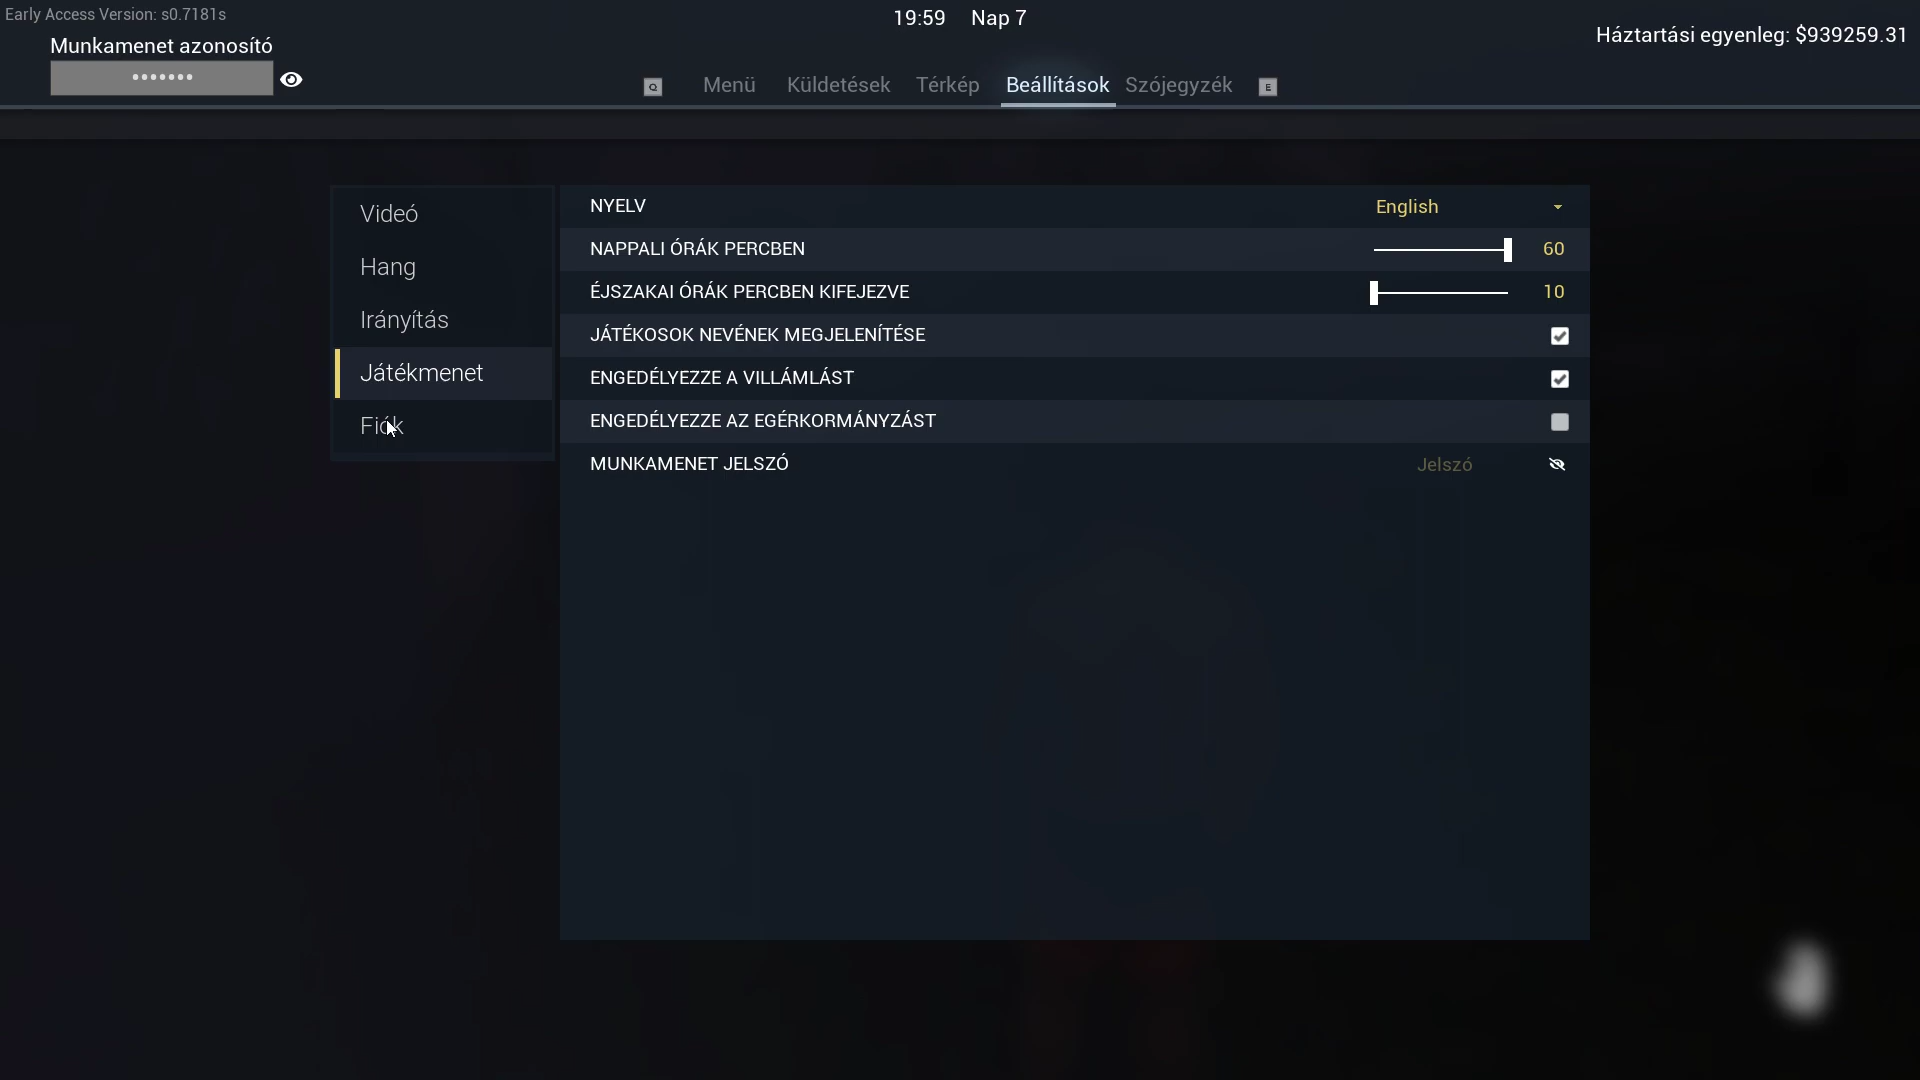 Early Access Version: s0.7181s
19:59 Nap 7
Munkamenet azonosító
Háztartási egyenleg: $939259.31
•••••••
Q Menü Küldetések Térkép Beállítások Szójegyzék E
Videó
Hang
Irányítás
Játékmenet
Fiók
NYELV English
NAPPALI ÓRÁK PERCBEN 60
ÉJSZAKAI ÓRÁK PERCBEN KIFEJEZVE 10
JÁTÉKOSOK NEVÉNEK MEGJELENÍTÉSE
ENGEDÉLYEZZE A VILLÁMLÁST
ENGEDÉLYEZZE AZ EGÉRKORMÁNYZÁST
MUNKAMENET JELSZÓ Jelszó